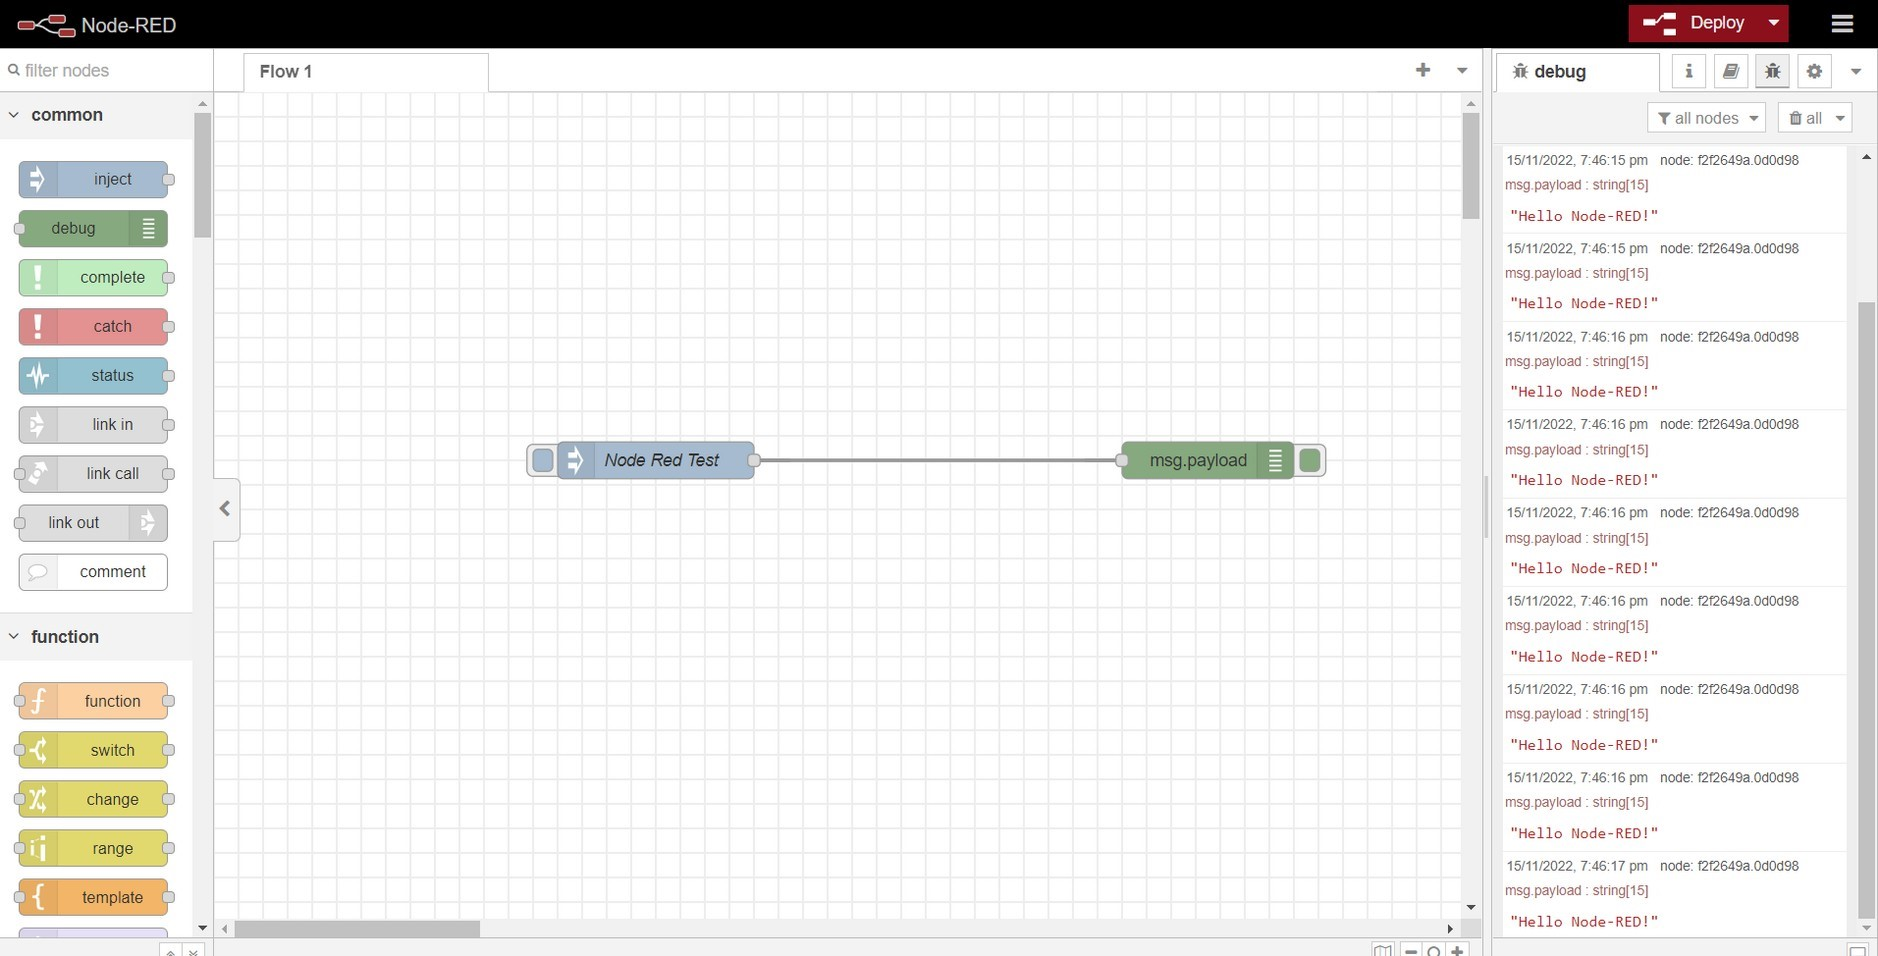 Node-RED
Deploy
filter nodes
Flow 1
debug
common
all nodes
all
inject
debug
complete
catch
status
link in
link call
link out
comment
function
function
switch
change
range
template
Node Red Test
msg.payload
15/11/2022, 7:46:15 pm node: f2f2649a.0d0d98
msg.payload : string[15]
"Hello Node-RED!"
15/11/2022, 7:46:15 pm node: f2f2649a.0d0d98
msg.payload : string[15]
"Hello Node-RED!"
15/11/2022, 7:46:16 pm node: f2f2649a.0d0d98
msg.payload : string[15]
"Hello Node-RED!"
15/11/2022, 7:46:16 pm node: f2f2649a.0d0d98
msg.payload : string[15]
"Hello Node-RED!"
15/11/2022, 7:46:16 pm node: f2f2649a.0d0d98
msg.payload : string[15]
"Hello Node-RED!"
15/11/2022, 7:46:16 pm node: f2f2649a.0d0d98
msg.payload : string[15]
"Hello Node-RED!"
15/11/2022, 7:46:16 pm node: f2f2649a.0d0d98
msg.payload : string[15]
"Hello Node-RED!"
15/11/2022, 7:46:16 pm node: f2f2649a.0d0d98
msg.payload : string[15]
"Hello Node-RED!"
15/11/2022, 7:46:17 pm node: f2f2649a.0d0d98
msg.payload : string[15]
"Hello Node-RED!"